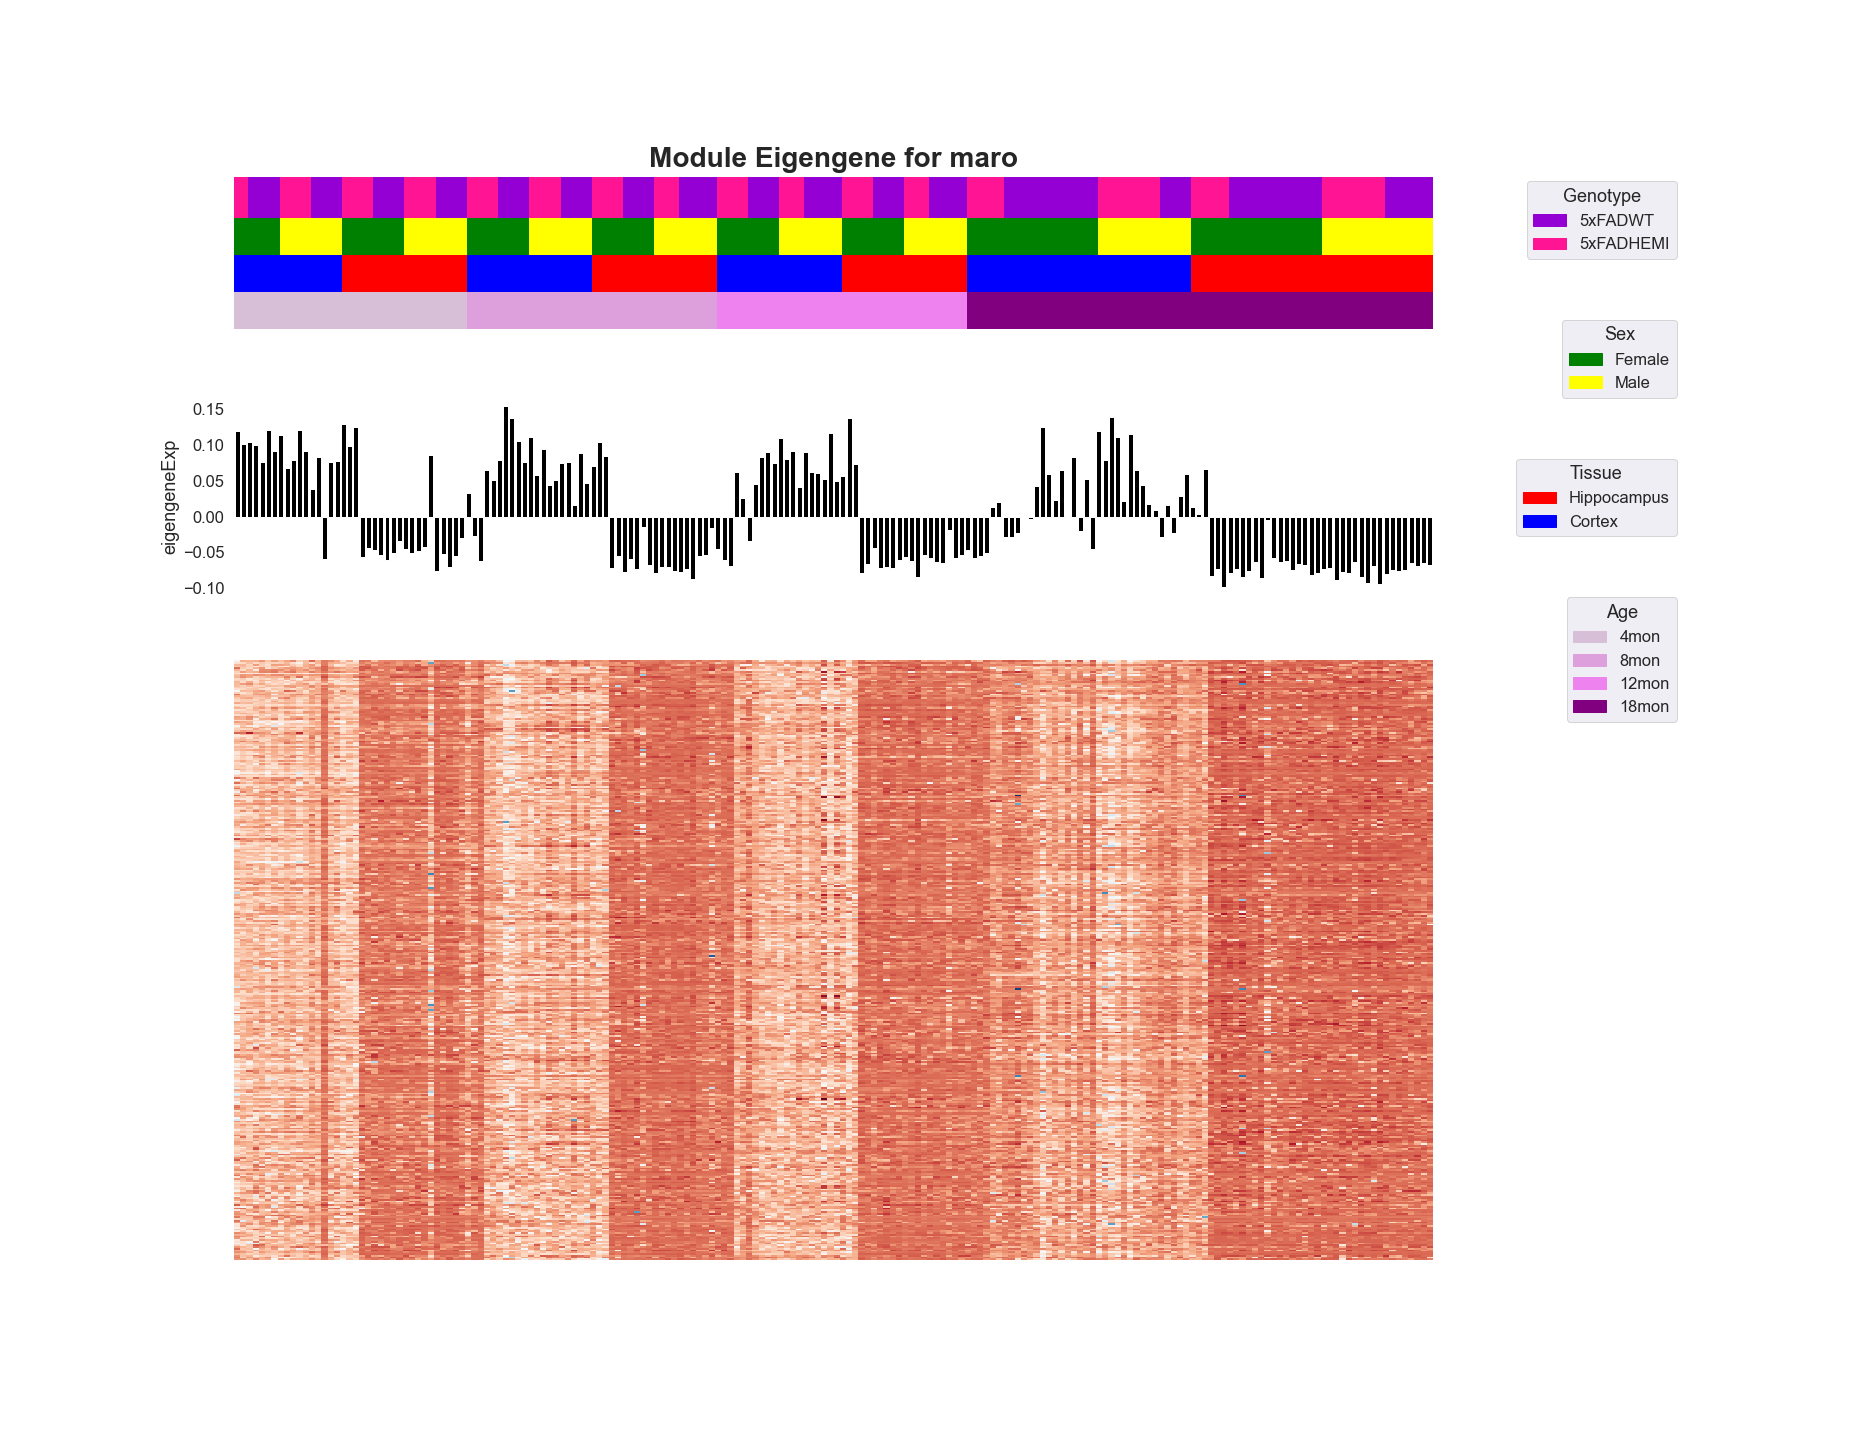 Module Eigengene for maro
Genotype
5xFADWT
5xFADHEMI
Sex
Female
Male
Tissue
Hippocampus
Cortex
Age
4mon
8mon
12mon
18mon
eigengeneExp
0.15
0.10
0.05
0.00
−0.05
−0.10